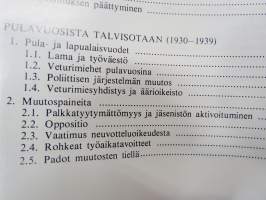 muksen päättyminen
PULAVUOSISTA TALVISOTAAN (1930–1939)
1. Pula- ja lapualaisvuodet
1.1. Lama ja työväestö
1.2. Veturimiehet pulavuosina
1.3. Poliittisen järjestelmän muutos
1.4. Veturimiesyhdistys ja äärioikeisto
2. Muutospaineita
2.1. Palkkatyytymättömyys ja jäsenistön aktivoituminen
2.2. Oppositio
2.3. Vaatimus neuvotteluoikeudesta
2.4. Rohkeat työaikatavoitteet
2.5. Padot muutosten tiellä